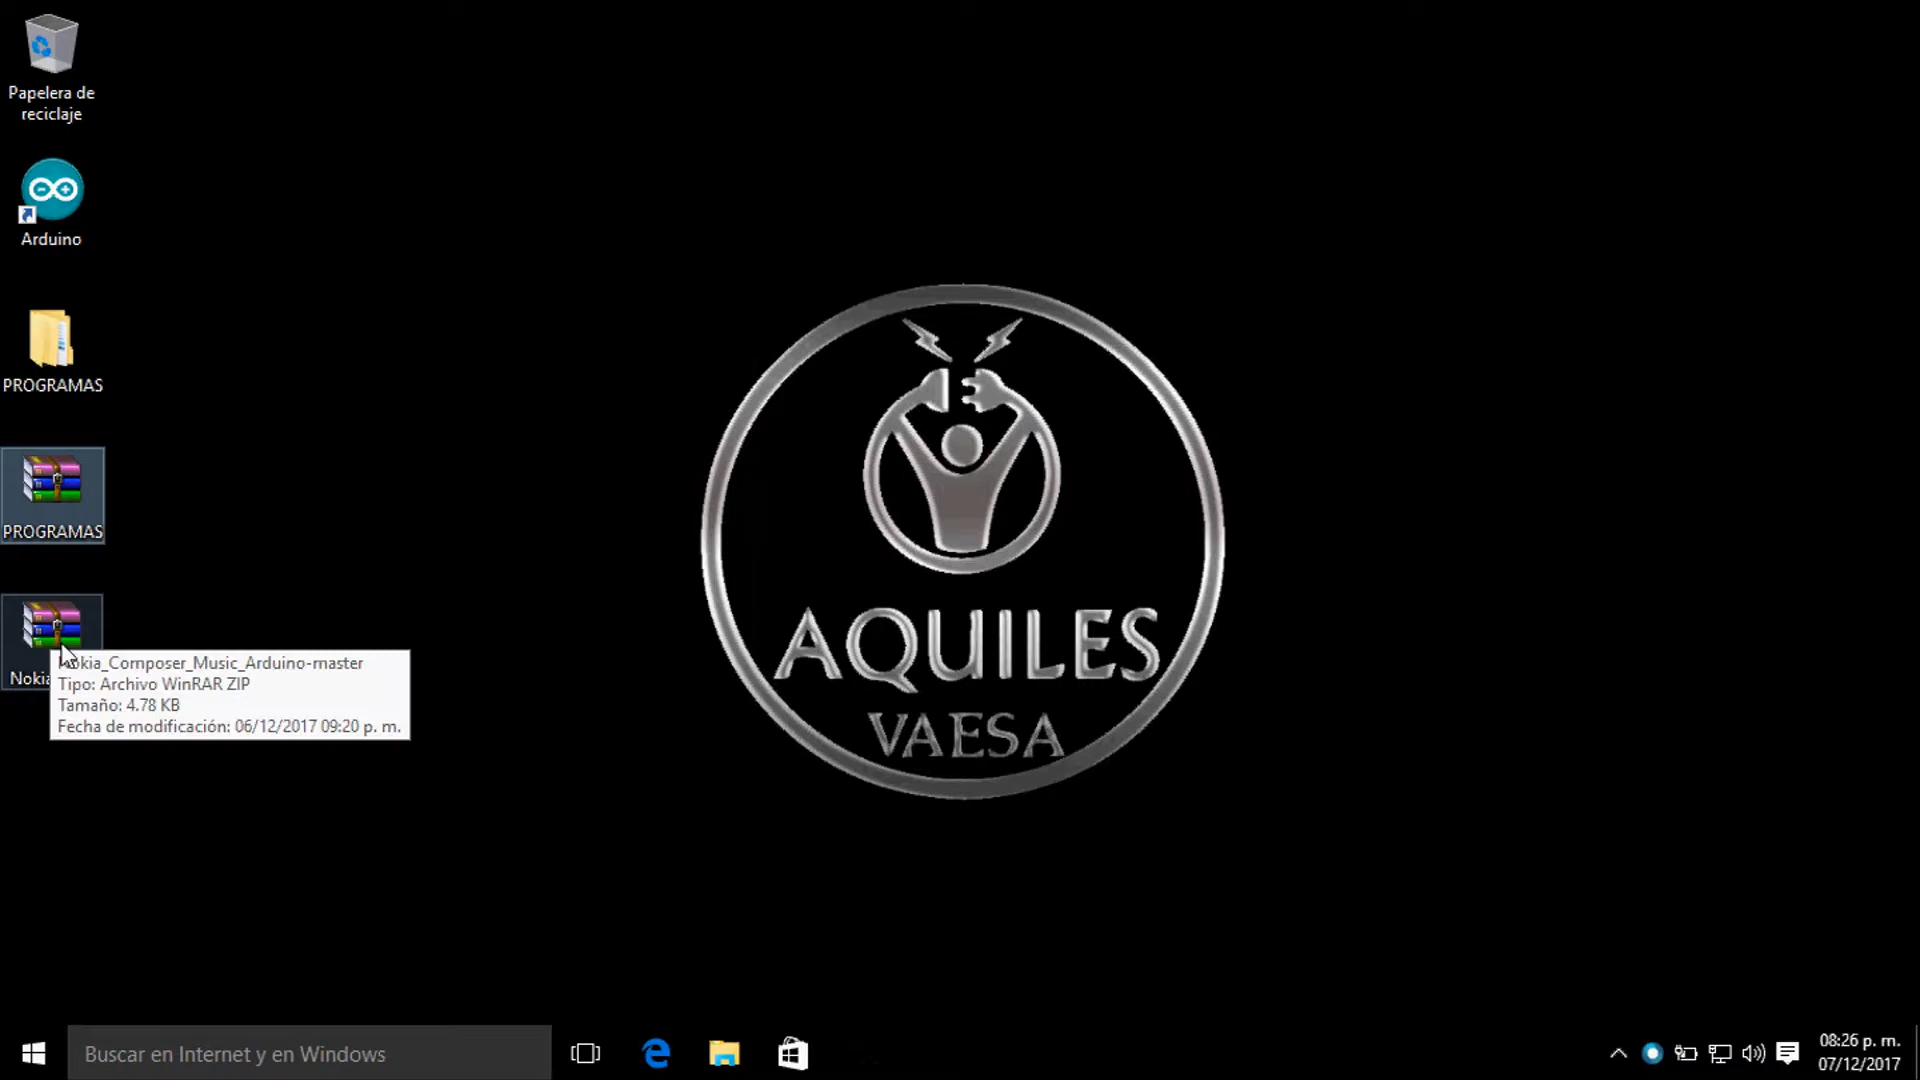 Papelera de
reciclaje
Arduino
PROGRAMAS
PROGRAMAS
Nokia
Nokia_Composer_Music_Arduino-master
Tipo: Archivo WinRAR ZIP
Tamaño: 4.78 KB
Fecha de modificación: 06/12/2017 09:20 p. m.
AQUILES
VAESA
Buscar en Internet y en Windows
08:26 p. m.
07/12/2017